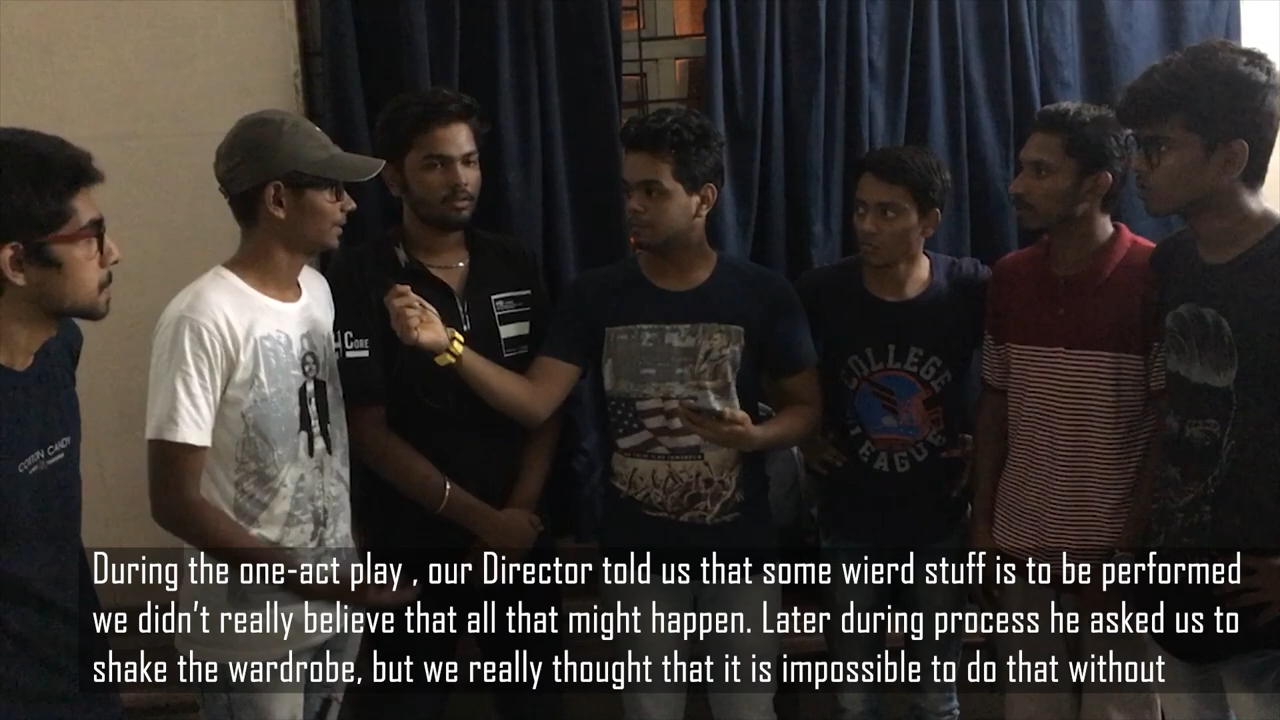 H CORE
COTTON CANDY
COLLEGE
LEAGUE
During the one-act play , our Director told us that some wierd stuff is to be performed
we didn't really believe that all that might happen. Later during process he asked us to
shake the wardrobe, but we really thought that it is impossible to do that without